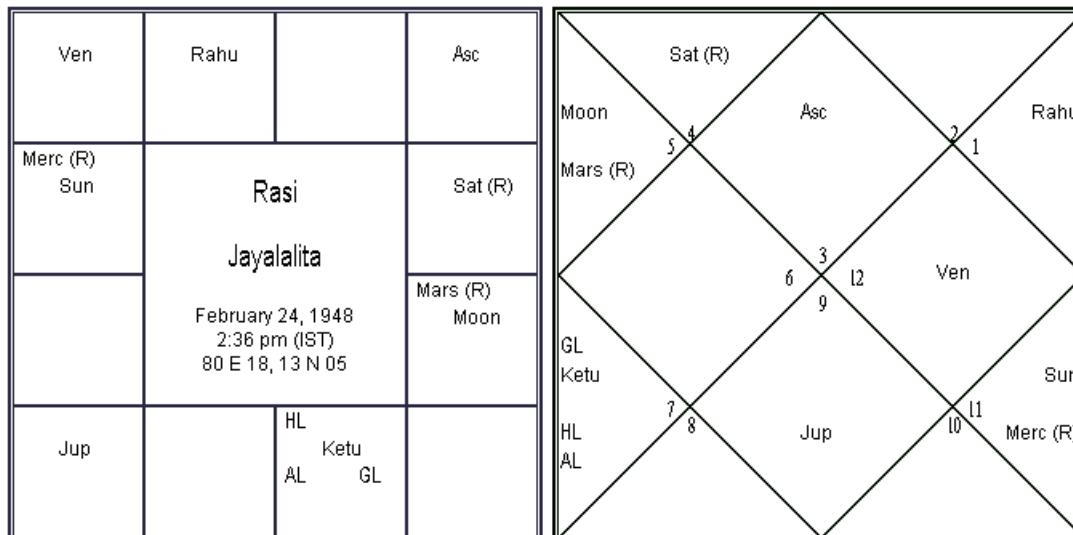 Ven
Rahu
Asc
Merc (R)
Sun
Sat (R)
Rasi
Jayalalita
February 24, 1948
2:36 pm (IST)
80 E 18, 13 N 05
Mars (R)
Moon
Jup
HL
Ketu
AL GL
Sat (R)
Moon
Asc
Rahu
4
5
2
1
Mars (R)
3
6
12
9
Ven
GL
Ketu
Sun
7
8
11
10
HL
AL
Jup
Merc (R)